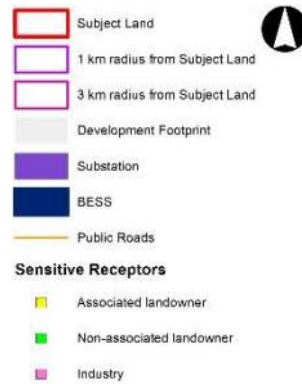 Subject Land
1 km radius from Subject Land
3 km radius from Subject Land
Development Footprint
Substation
BESS
Public Roads
Sensitive Receptors
Associated landowner
Non-associated landowner
Industry